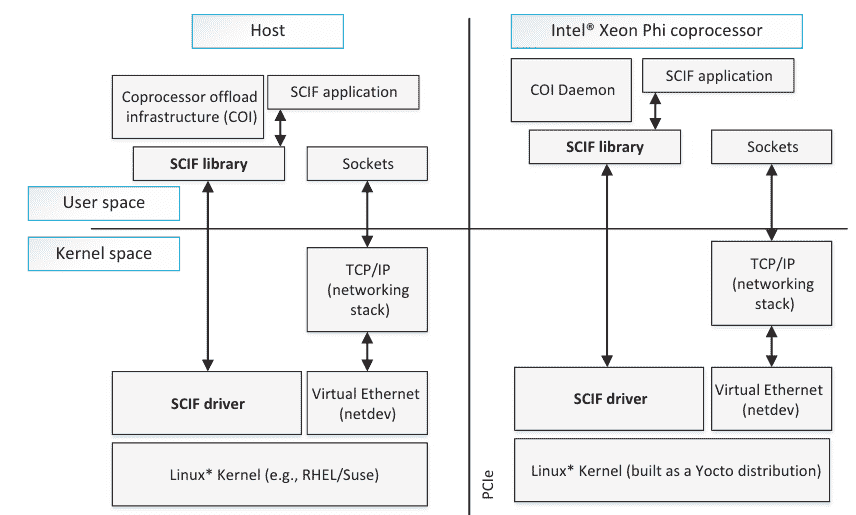 Host
Intel® Xeon Phi coprocessor
Coprocessor offload
infrastructure (COI)
SCIF application
COI Daemon
SCIF application
SCIF library
Sockets
SCIF library
Sockets
User space
Kernel space
TCP/IP
(networking
stack)
TCP/IP
(networking
stack)
SCIF driver
Virtual Ethernet
(netdev)
SCIF driver
Virtual Ethernet
(netdev)
Linux* Kernel (e.g., RHEL/Suse)
PCIe
Linux* Kernel (built as a Yocto distribution)